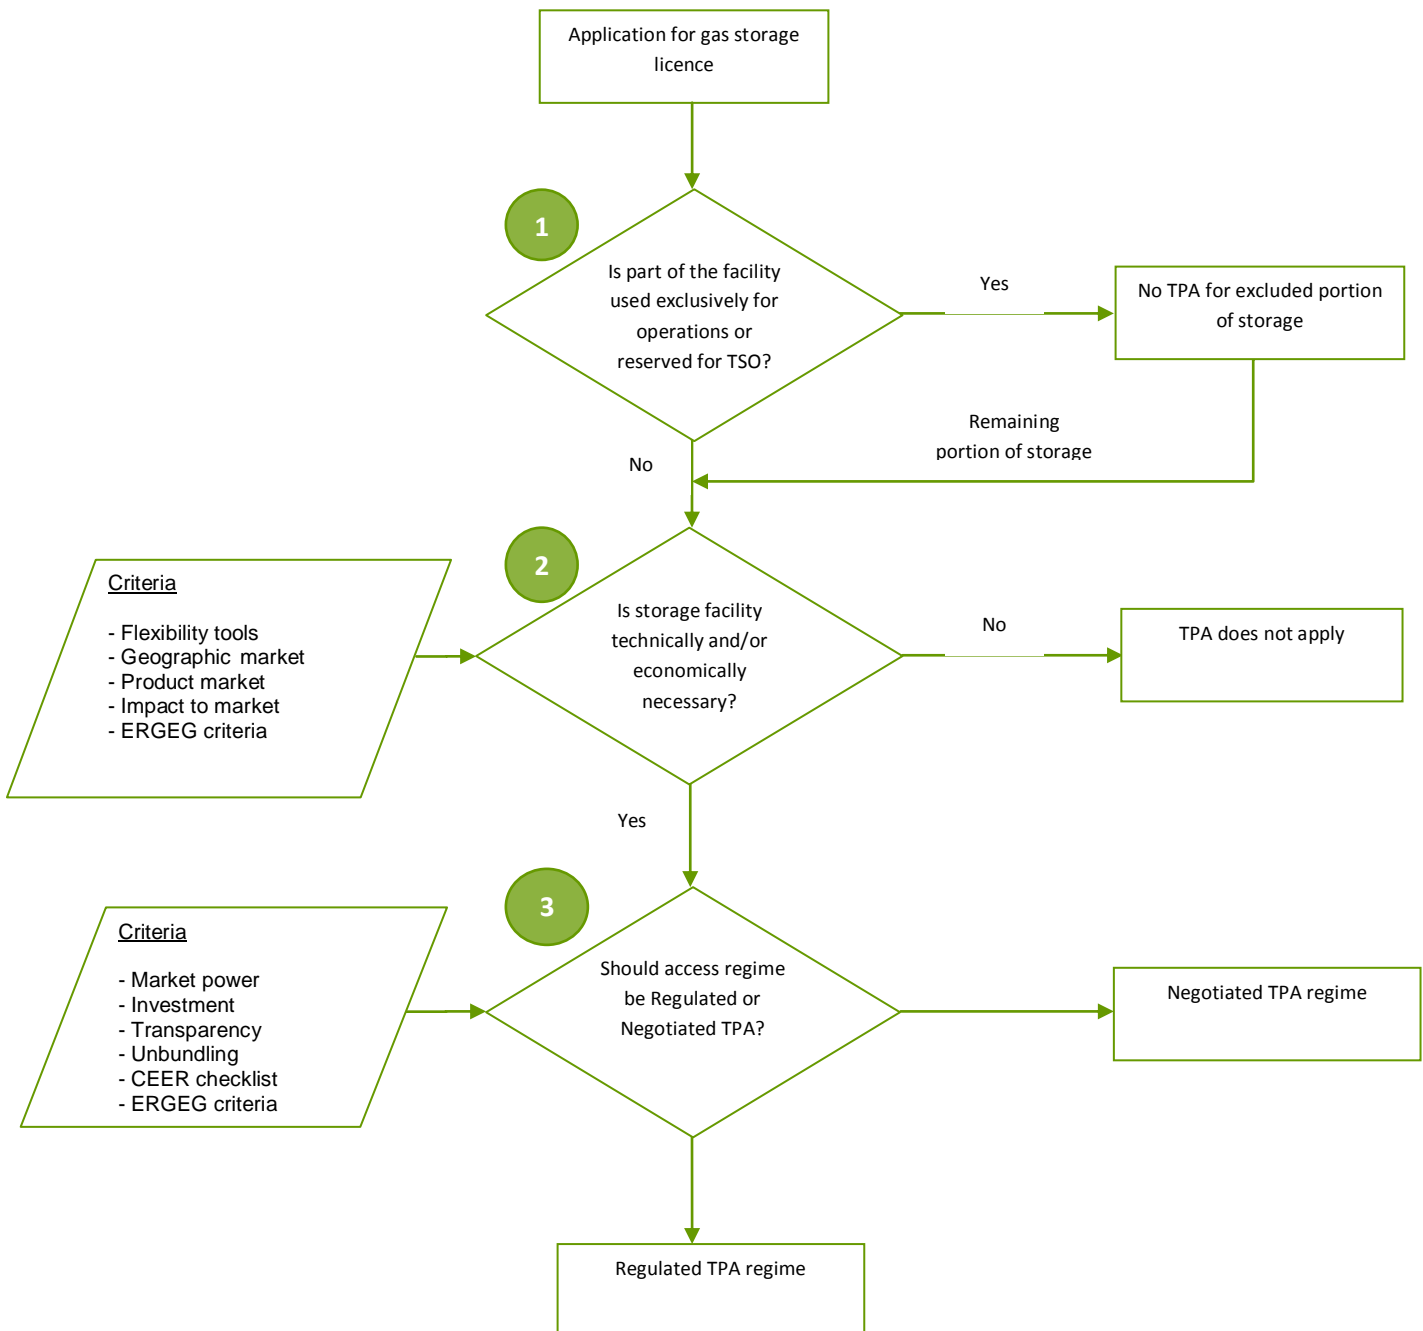 Application for gas storage
licence
1
Is part of the facility
used exclusively for
operations or
reserved for TSO?
Yes
No TPA for excluded portion
of storage
Remaining
portion of storage
No
2
Criteria
- Flexibility tools
- Geographic market
- Product market
- Impact to market
- ERGEG criteria
Is storage facility
technically and/or
economically
necessary?
No
TPA does not apply
Yes
3
Criteria
- Market power
- Investment
- Transparency
- Unbundling
- CEER checklist
- ERGEG criteria
Should access regime
be Regulated or
Negotiated TPA?
Negotiated TPA regime
Regulated TPA regime